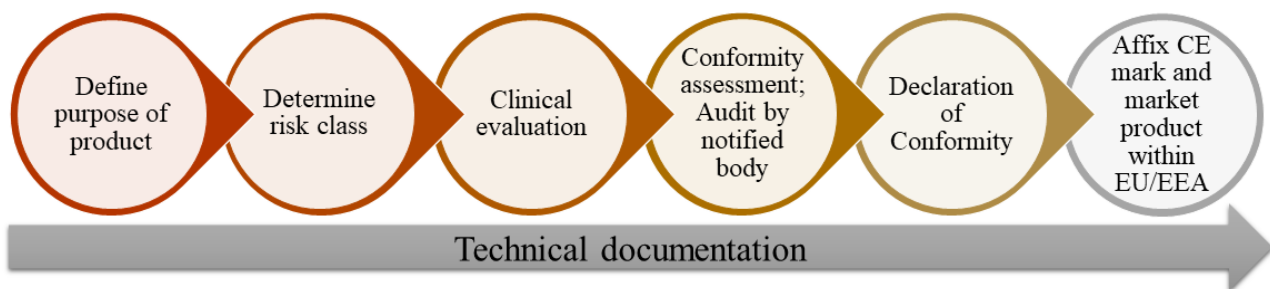 Define
purpose of
product
Determine
risk class
Clinical
evaluation
Conformity
assessment;
Audit by
notified
body
Declaration
of
Conformity
Affix CE
mark and
market
product
within
EU/EEA
Technical documentation